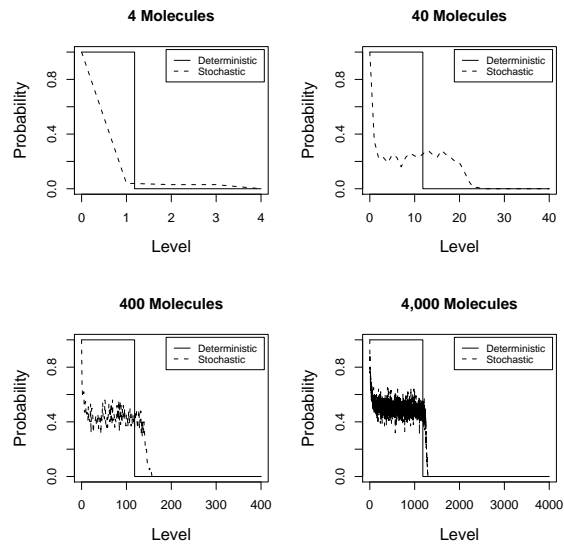 4 Molecules
Probability
0.0 0.4 0.8
Deterministic
Stochastic
0 1 2 3 4
Level
40 Molecules
Probability
0.0 0.4 0.8
Deterministic
Stochastic
0 10 20 30 40
Level
400 Molecules
Probability
0.0 0.4 0.8
Deterministic
Stochastic
0 100 200 300 400
Level
4,000 Molecules
Probability
0.0 0.4 0.8
Deterministic
Stochastic
0 1000 2000 3000 4000
Level